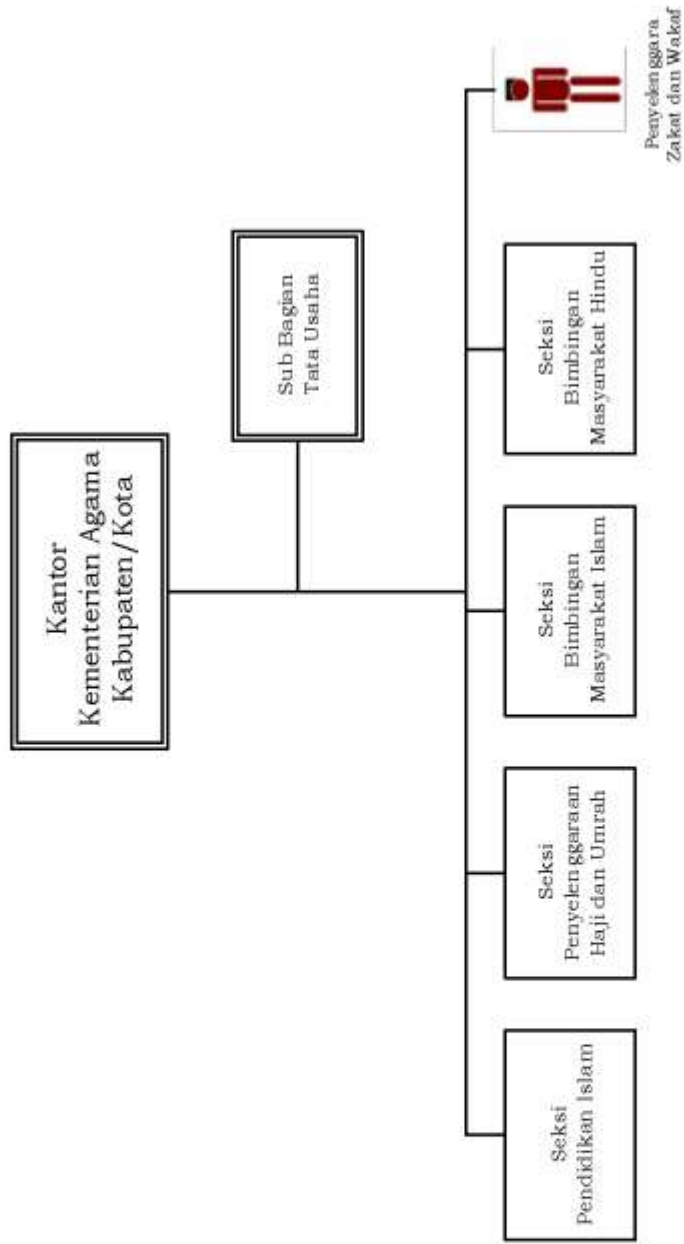 Kantor
Kementerian Agama
Kabupaten/Kota
Sub Bagian
Tata Usaha
Seksi
Pendidikan Islam
Seksi
Penyelenggaraan
Haji dan Umrah
Seksi
Bimbingan
Masyarakat Islam
Seksi
Bimbingan
Masyarakat Hindu
Penyelenggara
Zakat dan Wakaf